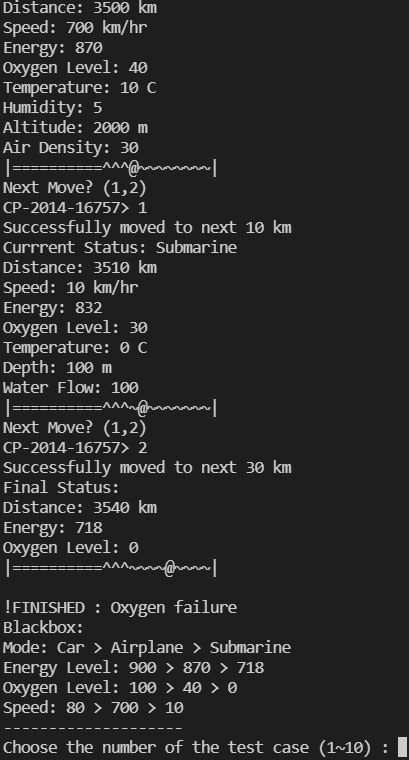 Distance: 3500 km
Speed: 700 km/hr
Energy: 870
Oxygen Level: 40
Temperature: 10 C
Humidity: 5
Altitude: 2000 m
Air Density: 30
|==========^^^@~~~~~~~~|
Next Move? (1,2)
CP-2014-16757> 1
Successfully moved to next 10 km
Currrent Status: Submarine
Distance: 3510 km
Speed: 10 km/hr
Energy: 832
Oxygen Level: 30
Temperature: 0 C
Depth: 100 m
Water Flow: 100
|==========^^^~@~~~~~~~|
Next Move? (1,2)
CP-2014-16757> 2
Successfully moved to next 30 km
Final Status:
Distance: 3540 km
Energy: 718
Oxygen Level: 0
|==========^^^~~~~@~~~~|
!FINISHED : Oxygen failure
Blackbox:
Mode: Car > Airplane > Submarine
Energy Level: 900 > 870 > 718
Oxygen Level: 100 > 40 > 0
Speed: 80 > 700 > 10
--------------------
Choose the number of the test case (1~10) :